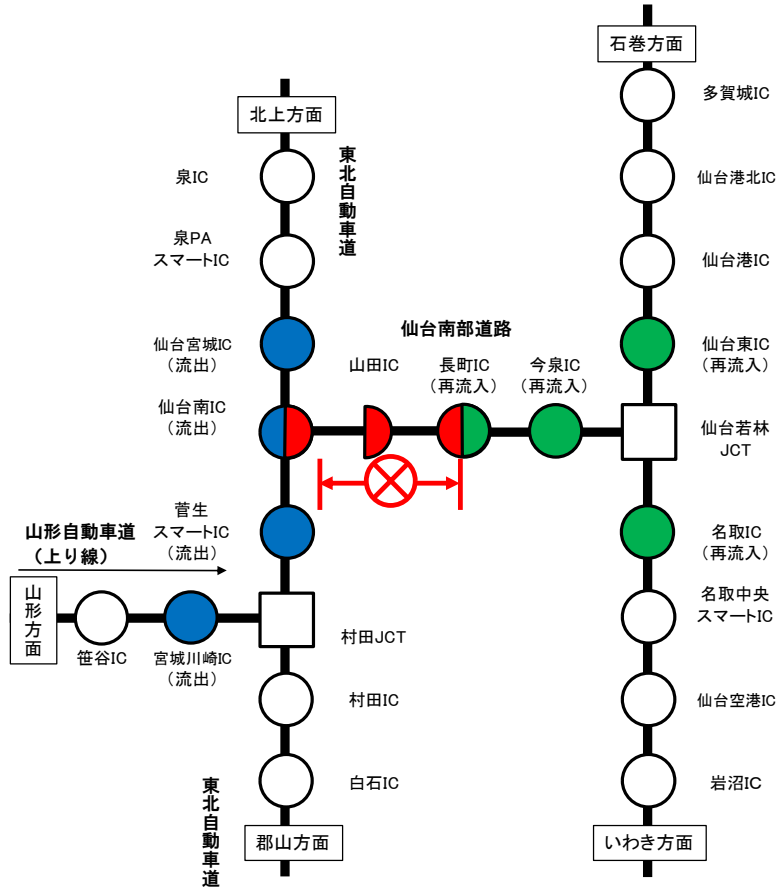 石巻方面
多賀城IC
北上方面
東北自動車道
泉IC
仙台港北IC
泉PA
スマートIC
仙台港IC
仙台南部道路
仙台宮城IC
(流出)
山田IC
長町IC
(再流入)
今泉IC
(再流入)
仙台東IC
(再流入)
仙台南IC
(流出)
仙台若林
JCT
菅生
スマートIC
(流出)
山形自動車道
(上り線)
名取IC
(再流入)
山形方面
名取中央
スマートIC
笹谷IC
宮城川崎IC
(流出)
村田JCT
村田IC
仙台空港IC
東北自動車道
白石IC
岩沼IC
郡山方面
いわき方面